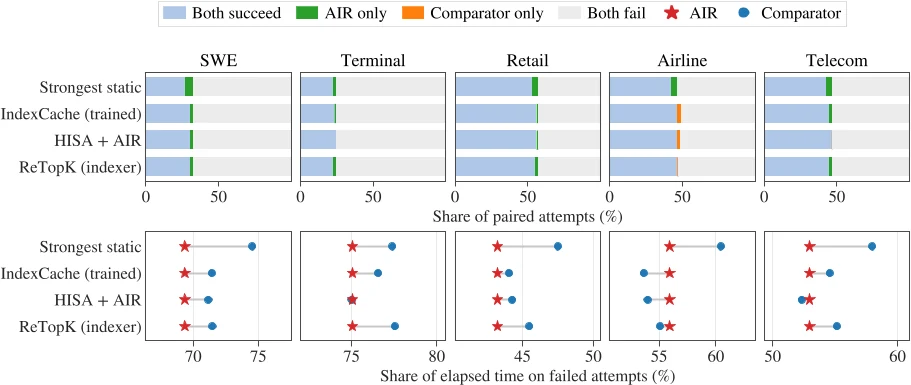 Both succeed AIR only Comparator only Both fail AIR Comparator
SWE Terminal Retail Airline Telecom
Strongest static
IndexCache (trained)
HISA + AIR
ReTopK (indexer)
0 50 0 50 0 50 0 50 0 50
Share of paired attempts (%)
Strongest static
IndexCache (trained)
HISA + AIR
ReTopK (indexer)
70 75 75 80 45 50 55 60 50 60
Share of elapsed time on failed attempts (%)